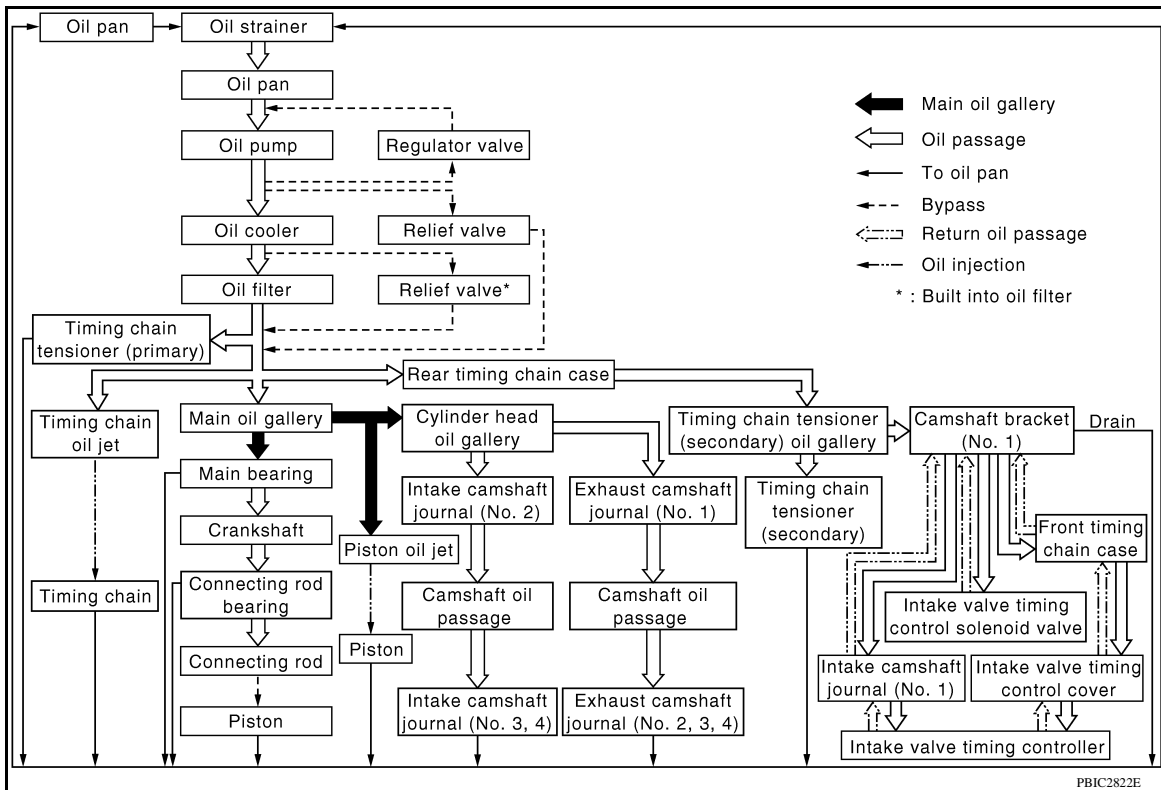 Oil pan
Oil strainer
Oil pan
Oil pump
Regulator valve
Oil cooler
Relief valve
Oil filter
Relief valve*
Main oil gallery
Oil passage
To oil pan
Bypass
Return oil passage
Oil injection
* : Built into oil filter
Timing chain
tensioner (primary)
Rear timing chain case
Timing chain
oil jet
Main oil gallery
Cylinder head
oil gallery
Timing chain tensioner
(secondary) oil gallery
Camshaft bracket
(No. 1)
Drain
Main bearing
Intake camshaft
journal (No. 2)
Exhaust camshaft
journal (No. 1)
Timing chain
tensioner
(secondary)
Crankshaft
Piston oil jet
Front timing
chain case
Timing chain
Connecting rod
bearing
Camshaft oil
passage
Camshaft oil
passage
Intake valve timing
control solenoid valve
Connecting rod
Piston
Intake camshaft
journal (No. 1)
Intake valve timing
control cover
Piston
Intake camshaft
journal (No. 3, 4)
Exhaust camshaft
journal (No. 2, 3, 4)
Intake valve timing controller
PBIC2822E